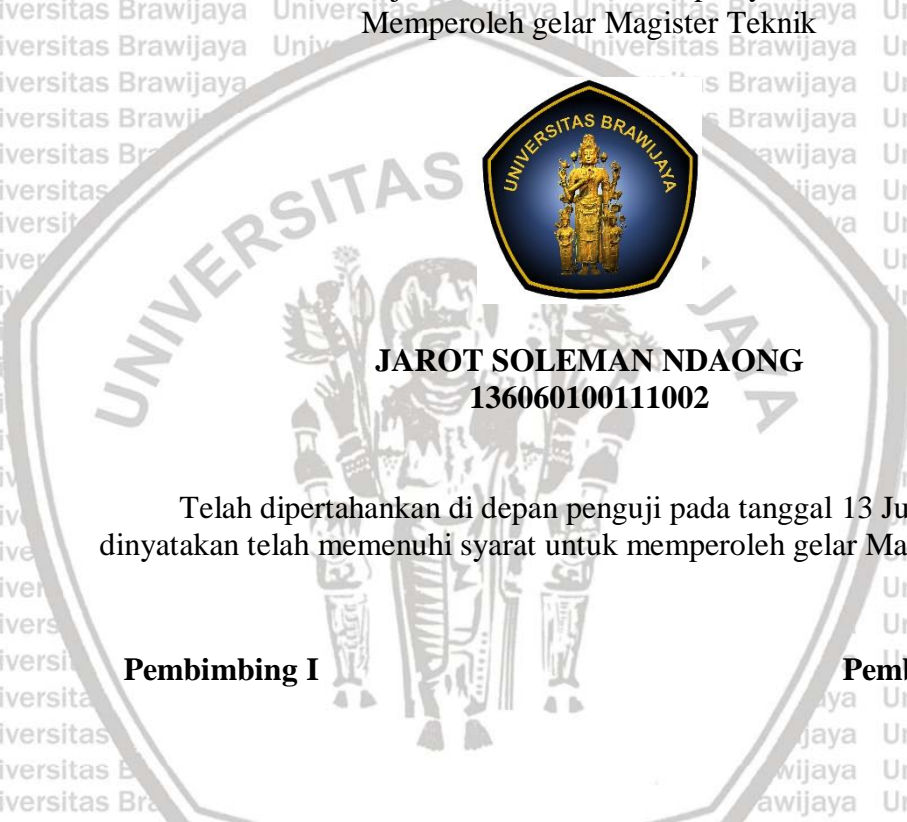 Memperoleh gelar Magister Teknik
UNIVERSITAS BRAWIJAYA
JAROT SOLEMAN NDAONG
136060100111002
Telah dipertahankan di depan penguji pada tanggal 13 Ju
dinyatakan telah memenuhi syarat untuk memperoleh gelar Ma
Pembimbing I
Pemb